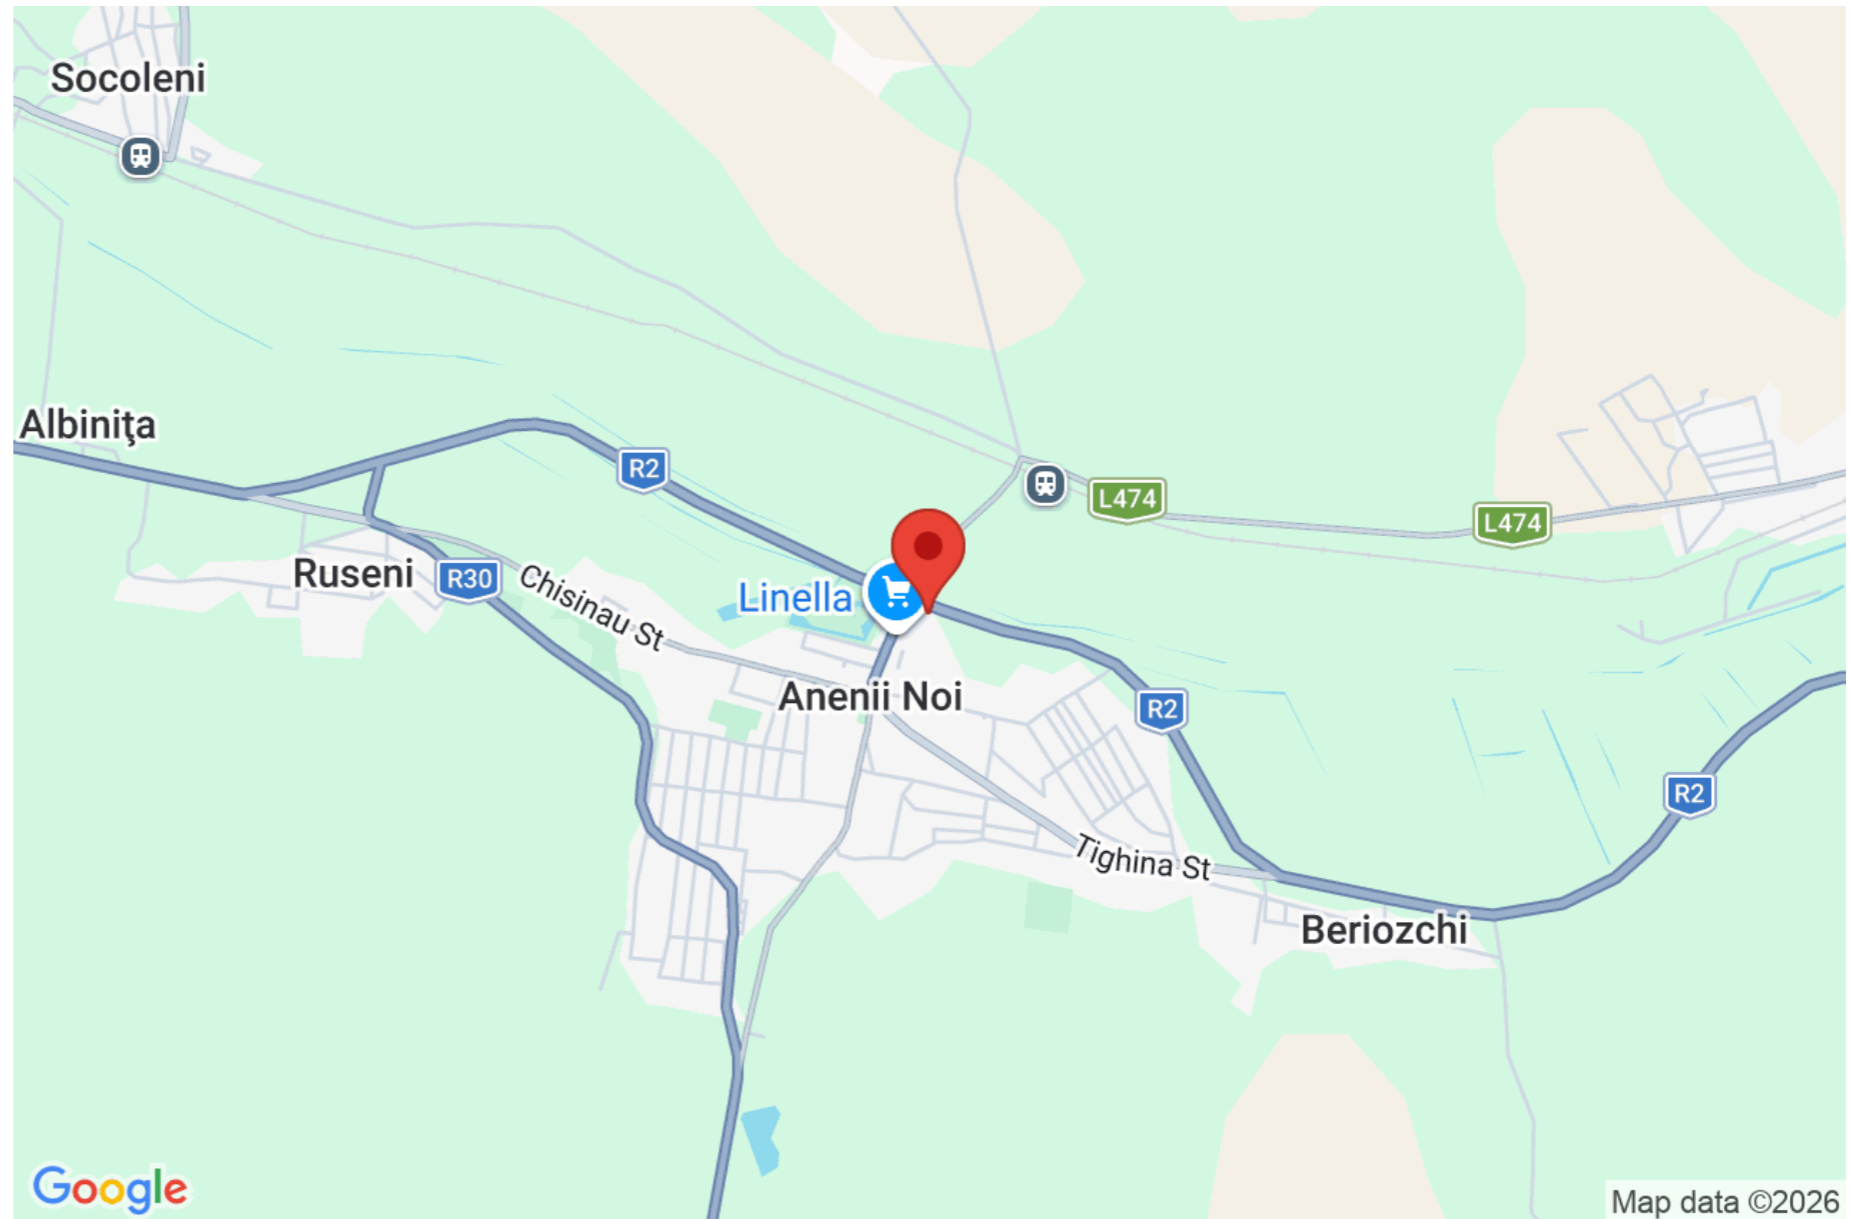 Socoleni
Albiniţa
R2
L474
L474
Ruseni
R30
Chisinau St
Linella
Anenii Noi
R2
R2
Tighina St
Beriozchi
Google
Map data ©2026